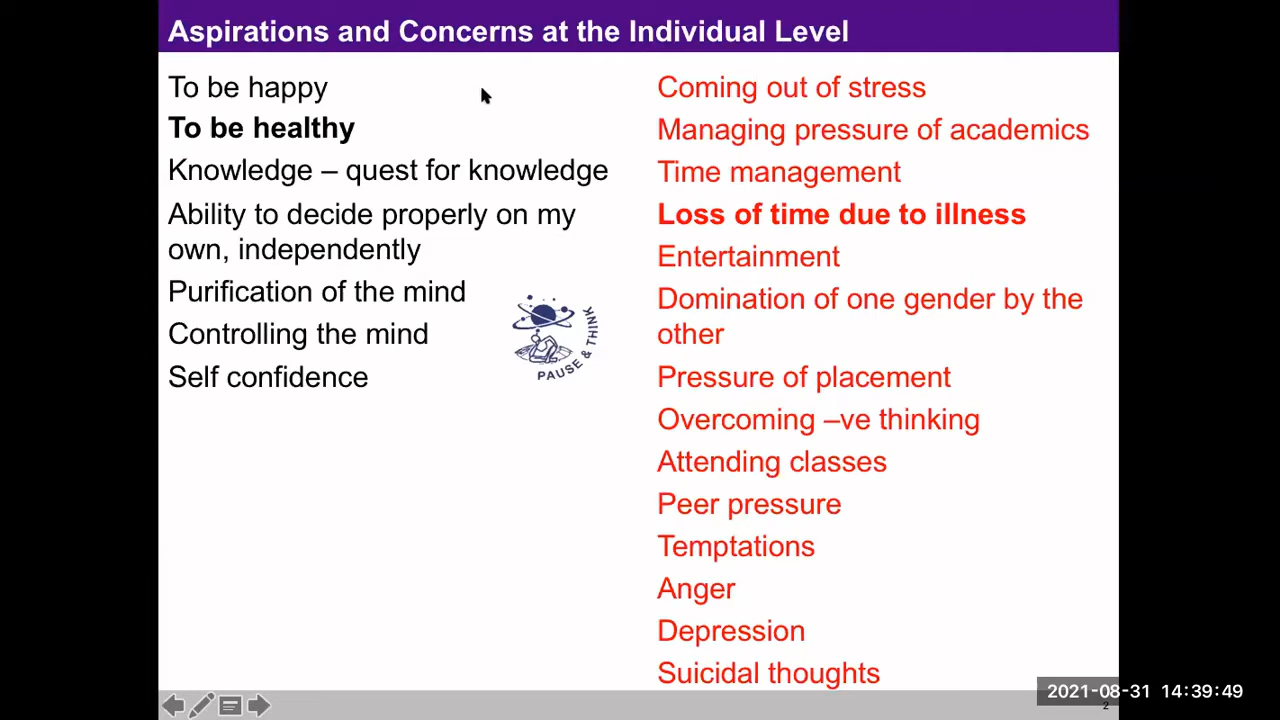 Aspirations and Concerns at the Individual Level
To be happy
To be healthy
Knowledge – quest for knowledge
Ability to decide properly on my
own, independently
Purification of the mind
Controlling the mind
Self confidence
PAUSE & THINK
Coming out of stress
Managing pressure of academics
Time management
Loss of time due to illness
Entertainment
Domination of one gender by the
other
Pressure of placement
Overcoming –ve thinking
Attending classes
Peer pressure
Temptations
Anger
Depression
Suicidal thoughts
2021-08-31 14:39:49
2